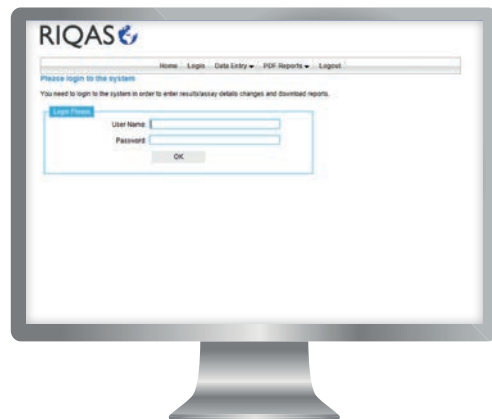 RIQAS
Home Login Data Entry PDF Reports Logout
Please login to the system
You need to login to the system in order to enter results/assay details changes and download reports.
Login Please
User Name:
Password:
OK